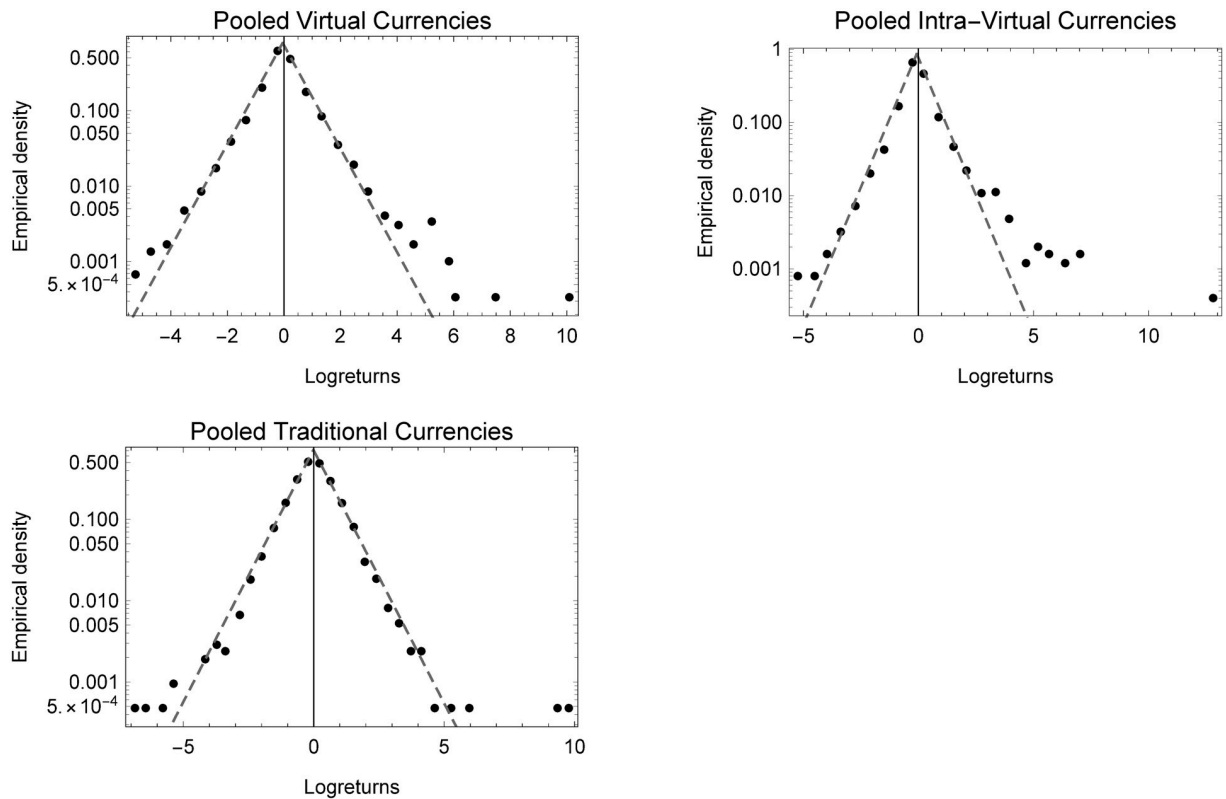 Pooled Virtual Currencies
Empirical density
0.500
0.100
0.050
0.010
0.005
0.001
5.×10⁻⁴
−4 −2 0 2 4 6 8 10
Logreturns
Pooled Intra−Virtual Currencies
Empirical density
1
0.100
0.010
0.001
−5 0 5 10
Logreturns
Pooled Traditional Currencies
Empirical density
0.500
0.100
0.050
0.010
0.005
0.001
5.×10⁻⁴
−5 0 5 10
Logreturns